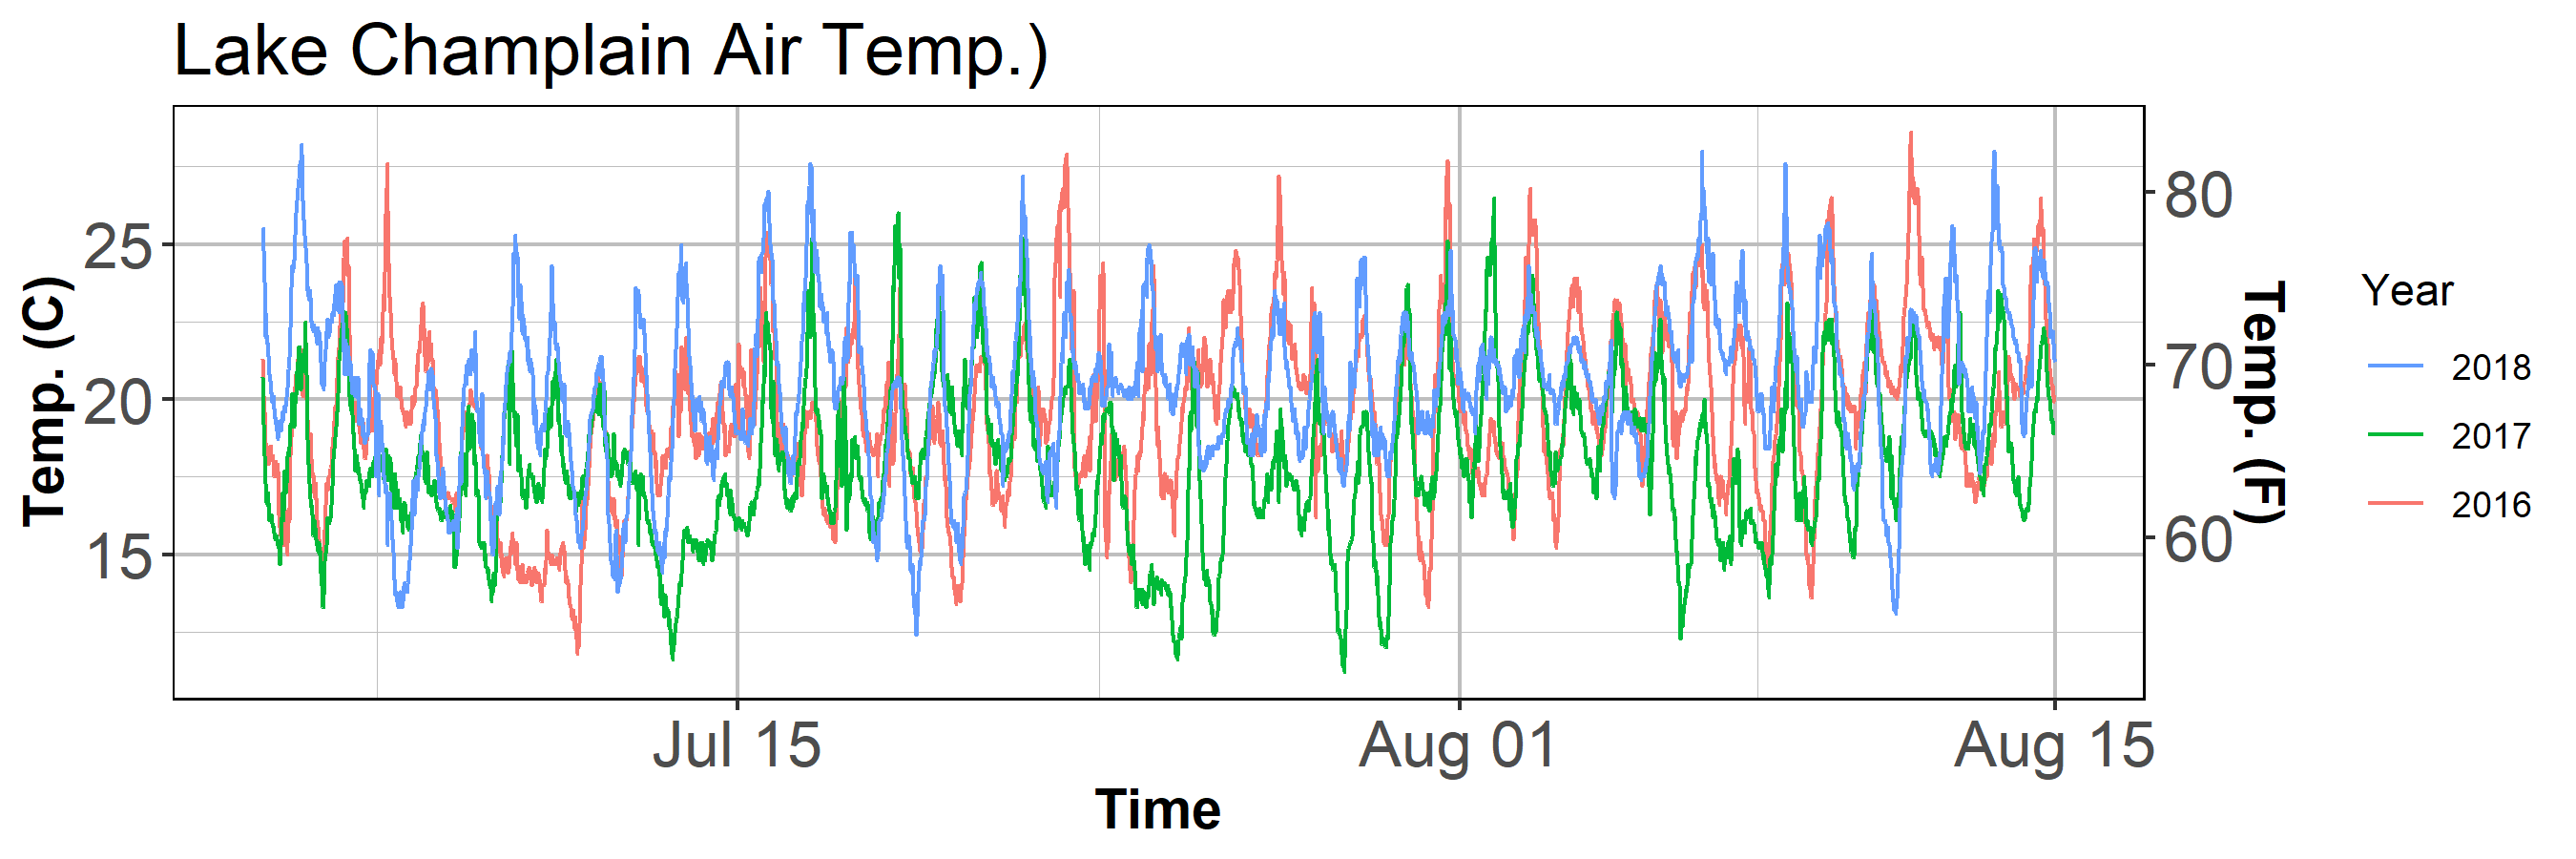 Lake Champlain Air Temp.)
Temp. (C)
25
20
15
80
70
60
Temp. (F)
Jul 15
Aug 01
Aug 15
Time
Year
2018
2017
2016